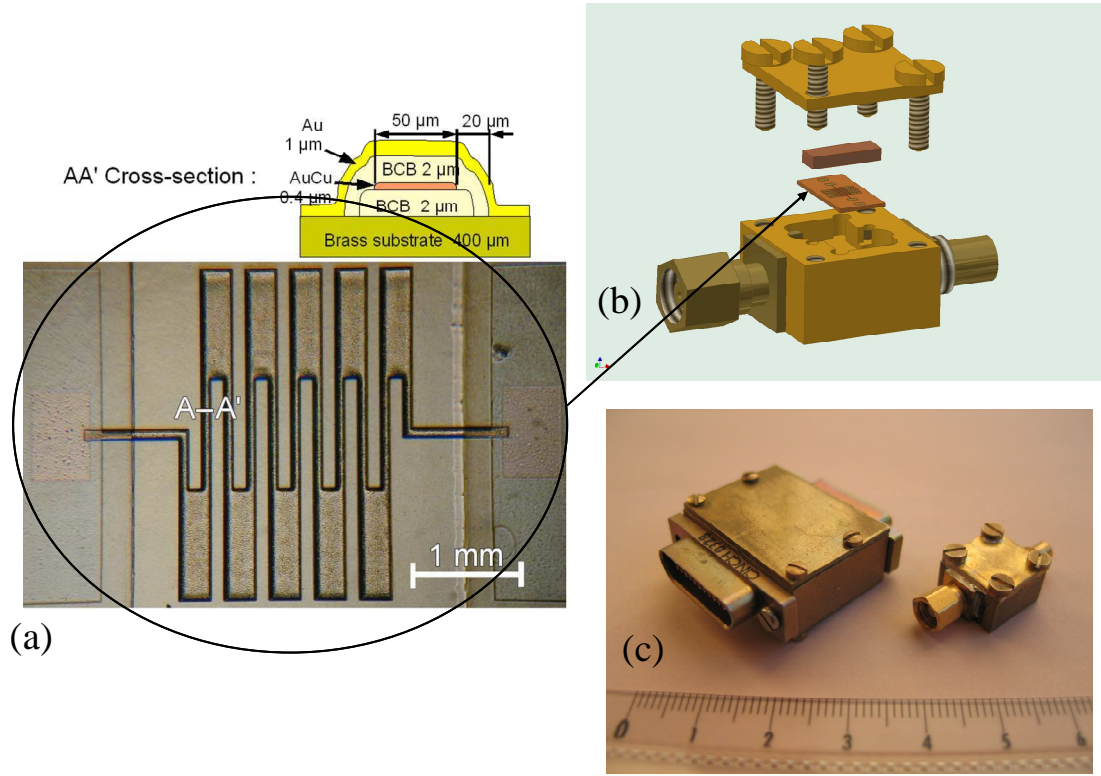 50 µm
20 µm
Au
1 µm
BCB 2 µm
AA' Cross-section :
AuCu
0.4 µm
BCB 2 µm
Brass substrate 400 µm
A–A'
1 mm
(a)
(b)
(c)
0 1 2 3 4 5 6